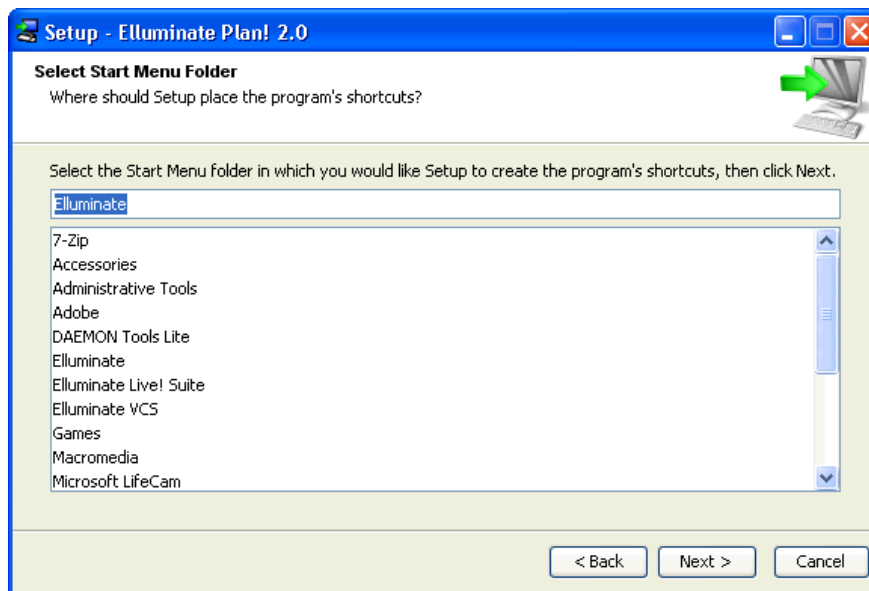 Setup - Elluminate Plan! 2.0
Select Start Menu Folder
Where should Setup place the program's shortcuts?
Select the Start Menu folder in which you would like Setup to create the program's shortcuts, then click Next.
Elluminate
7-Zip
Accessories
Administrative Tools
Adobe
DAEMON Tools Lite
Elluminate
Elluminate Live! Suite
Elluminate VCS
Games
Macromedia
Microsoft LifeCam
< Back Next > Cancel